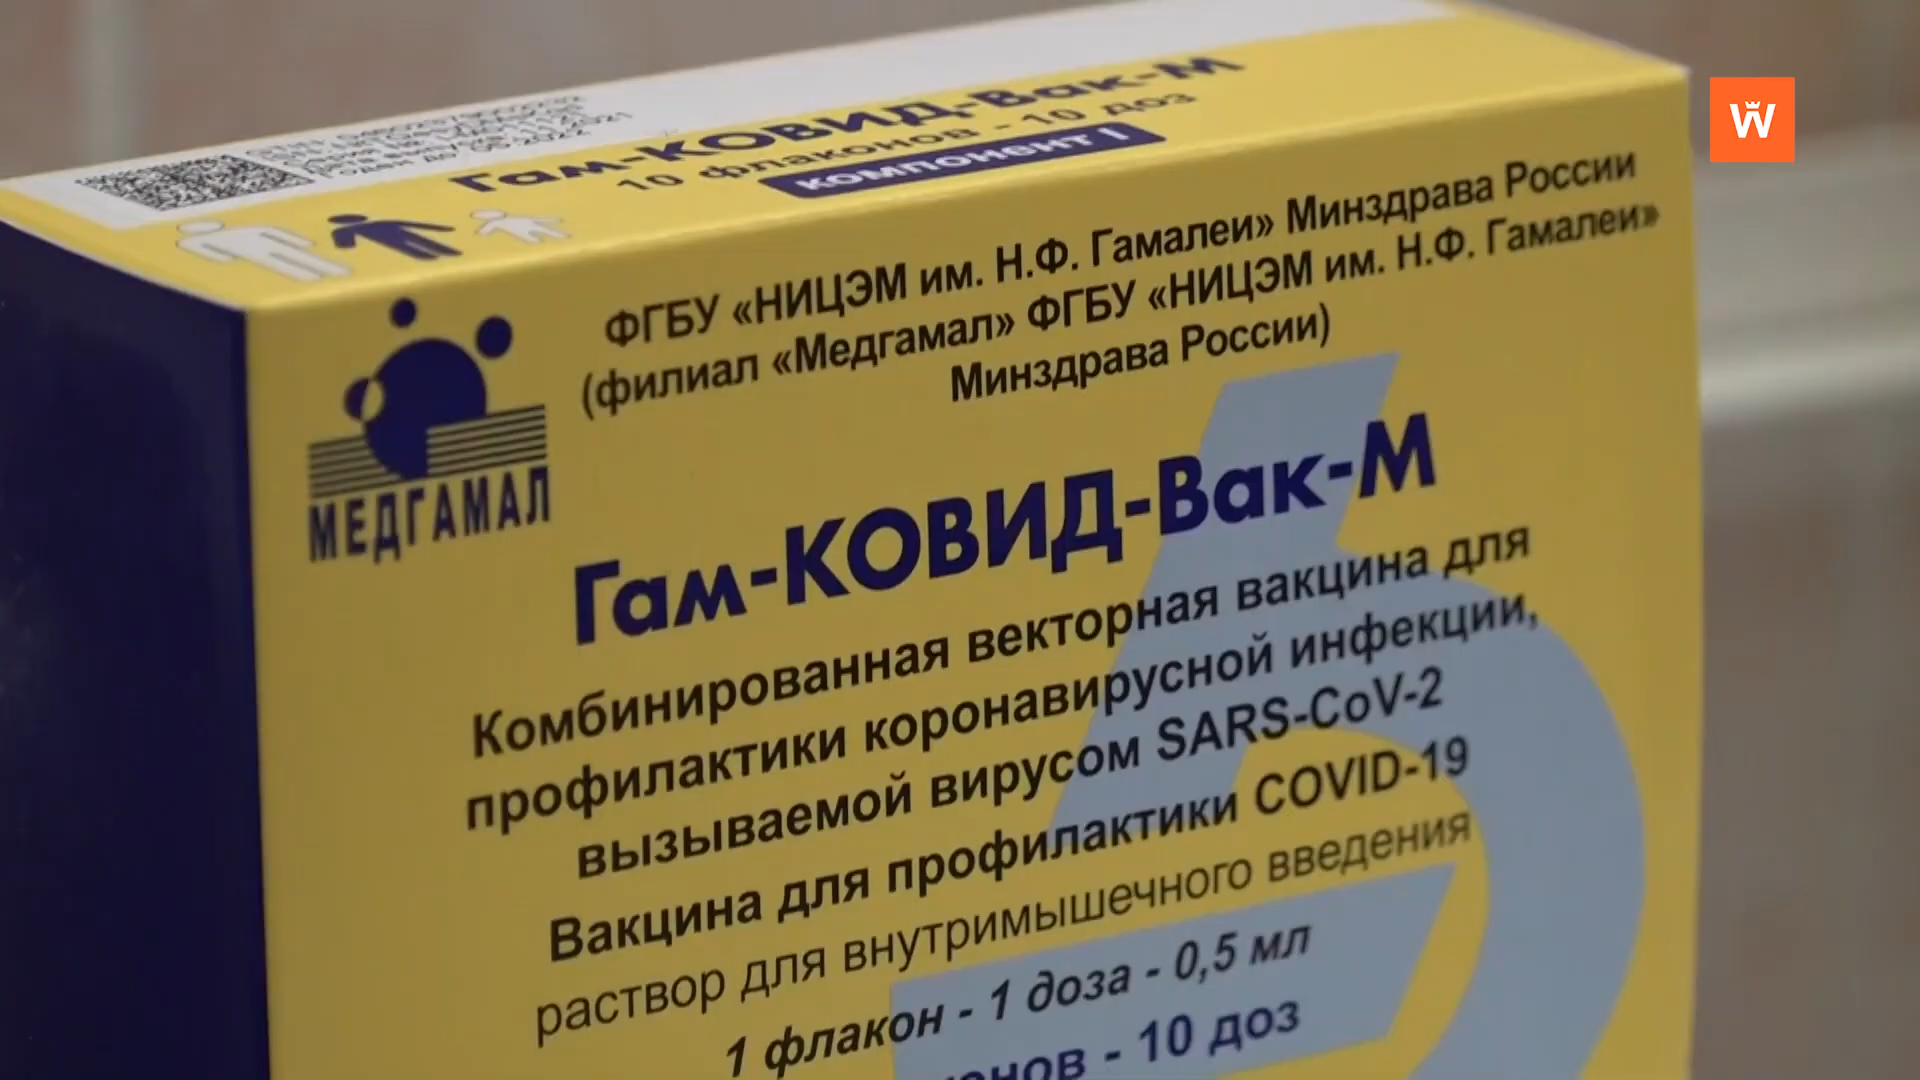 W
Гам-КОВИД-Вак-М
10 флаконов - 10 доз
компонент I
ФГБУ «НИЦЭМ им. Н.Ф. Гамалеи» Минздрава России
(филиал «Медгамал» ФГБУ «НИЦЭМ им. Н.Ф. Гамалеи»
Минздрава России)
МЕДГАМАЛ
Гам-КОВИД-Вак-М
Комбинированная векторная вакцина для
профилактики коронавирусной инфекции,
вызываемой вирусом SARS-CoV-2
Вакцина для профилактики COVID-19
раствор для внутримышечного введения
1 флакон - 1 доза - 0,5 мл
- 10 доз